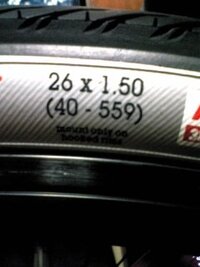 26 x 1.50
(40 - 559)
mount only on
hooked rims